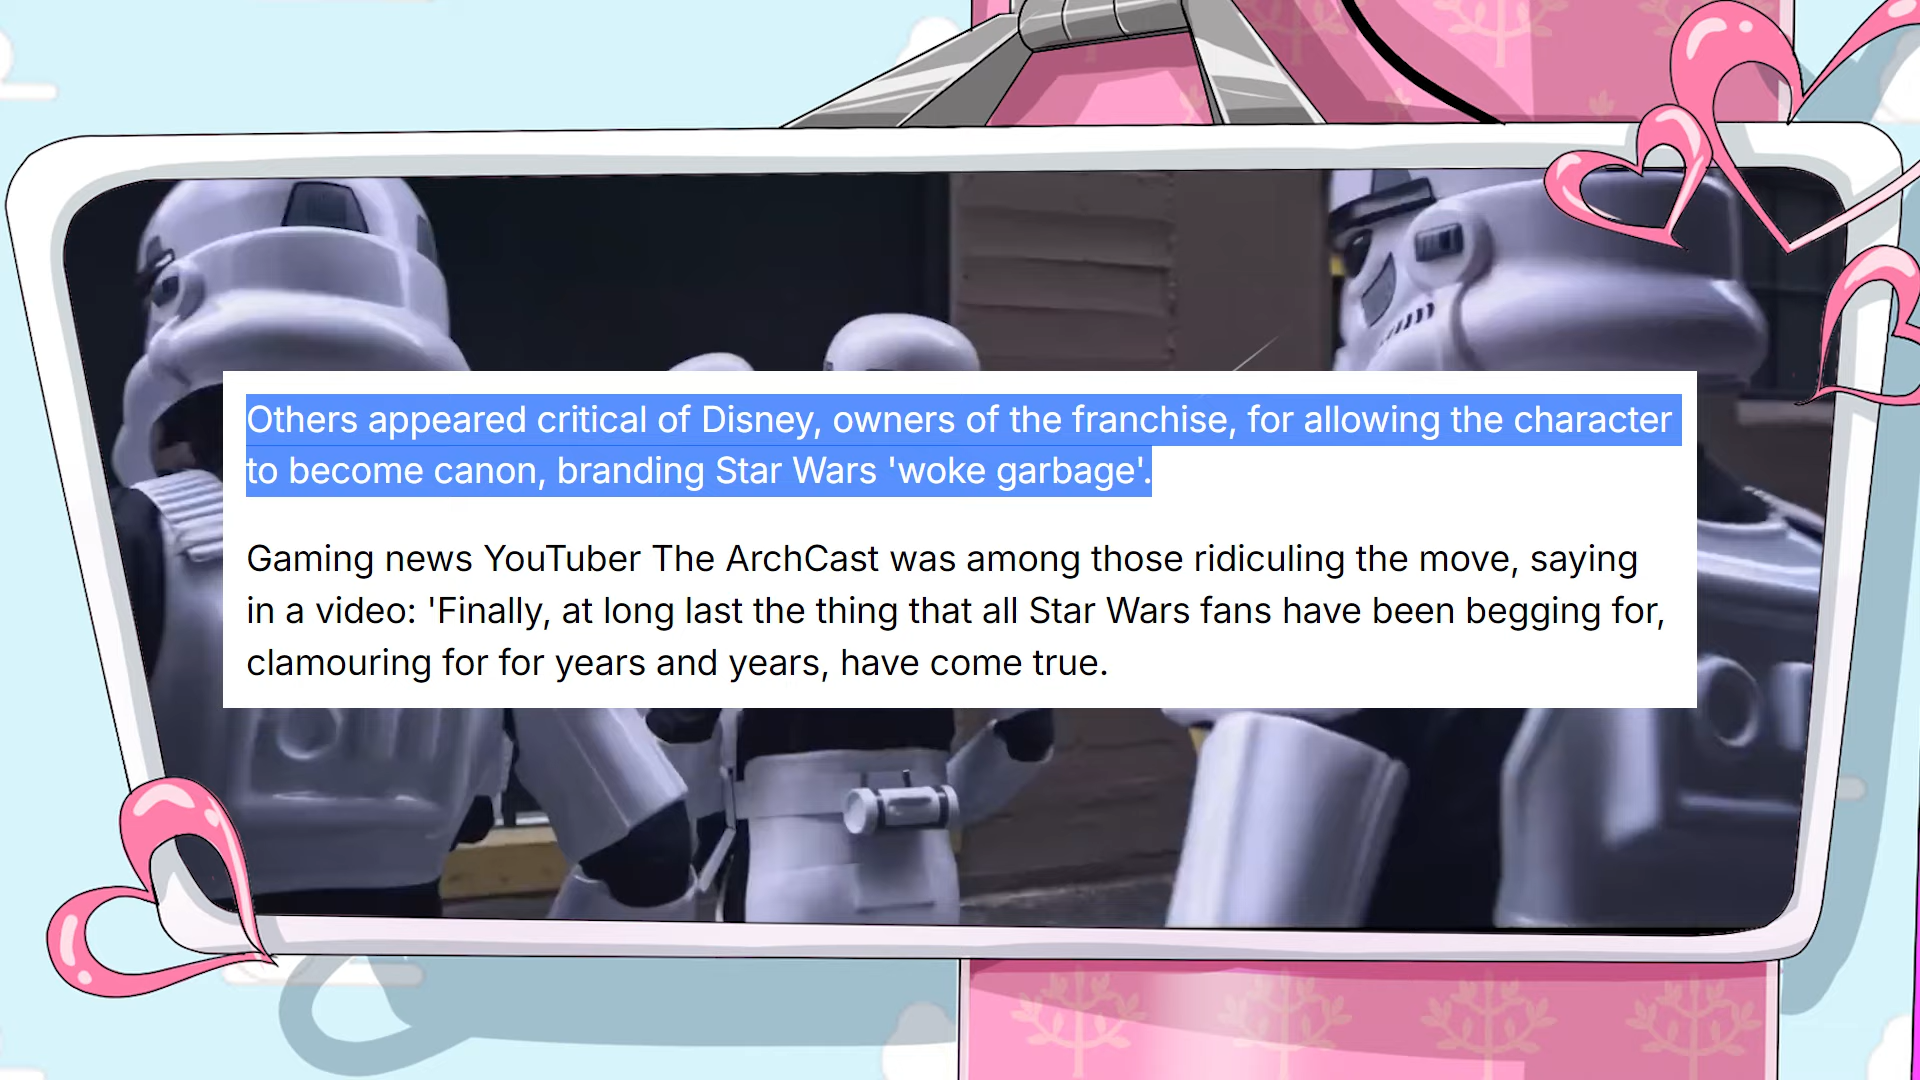 Others appeared critical of Disney, owners of the franchise, for allowing the character
to become canon, branding Star Wars 'woke garbage'.
Gaming news YouTuber The ArchCast was among those ridiculing the move, saying
in a video: 'Finally, at long last the thing that all Star Wars fans have been begging for,
clamouring for for years and years, have come true.